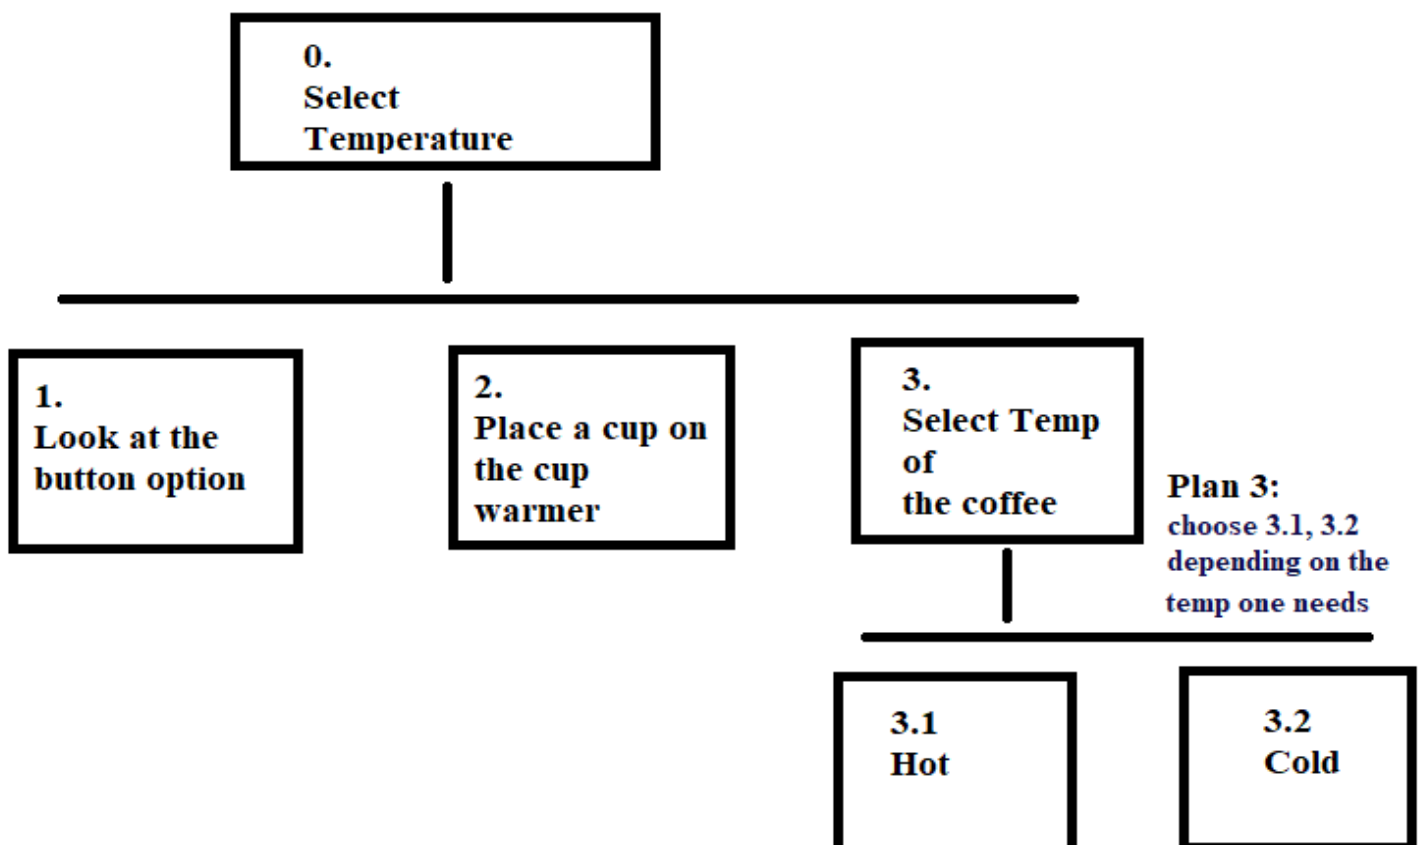 0.
Select
Temperature
1.
Look at the
button option
2.
Place a cup on
the cup
warmer
3.
Select Temp
of
the coffee
Plan 3:
choose 3.1, 3.2
depending on the
temp one needs
3.1
Hot
3.2
Cold